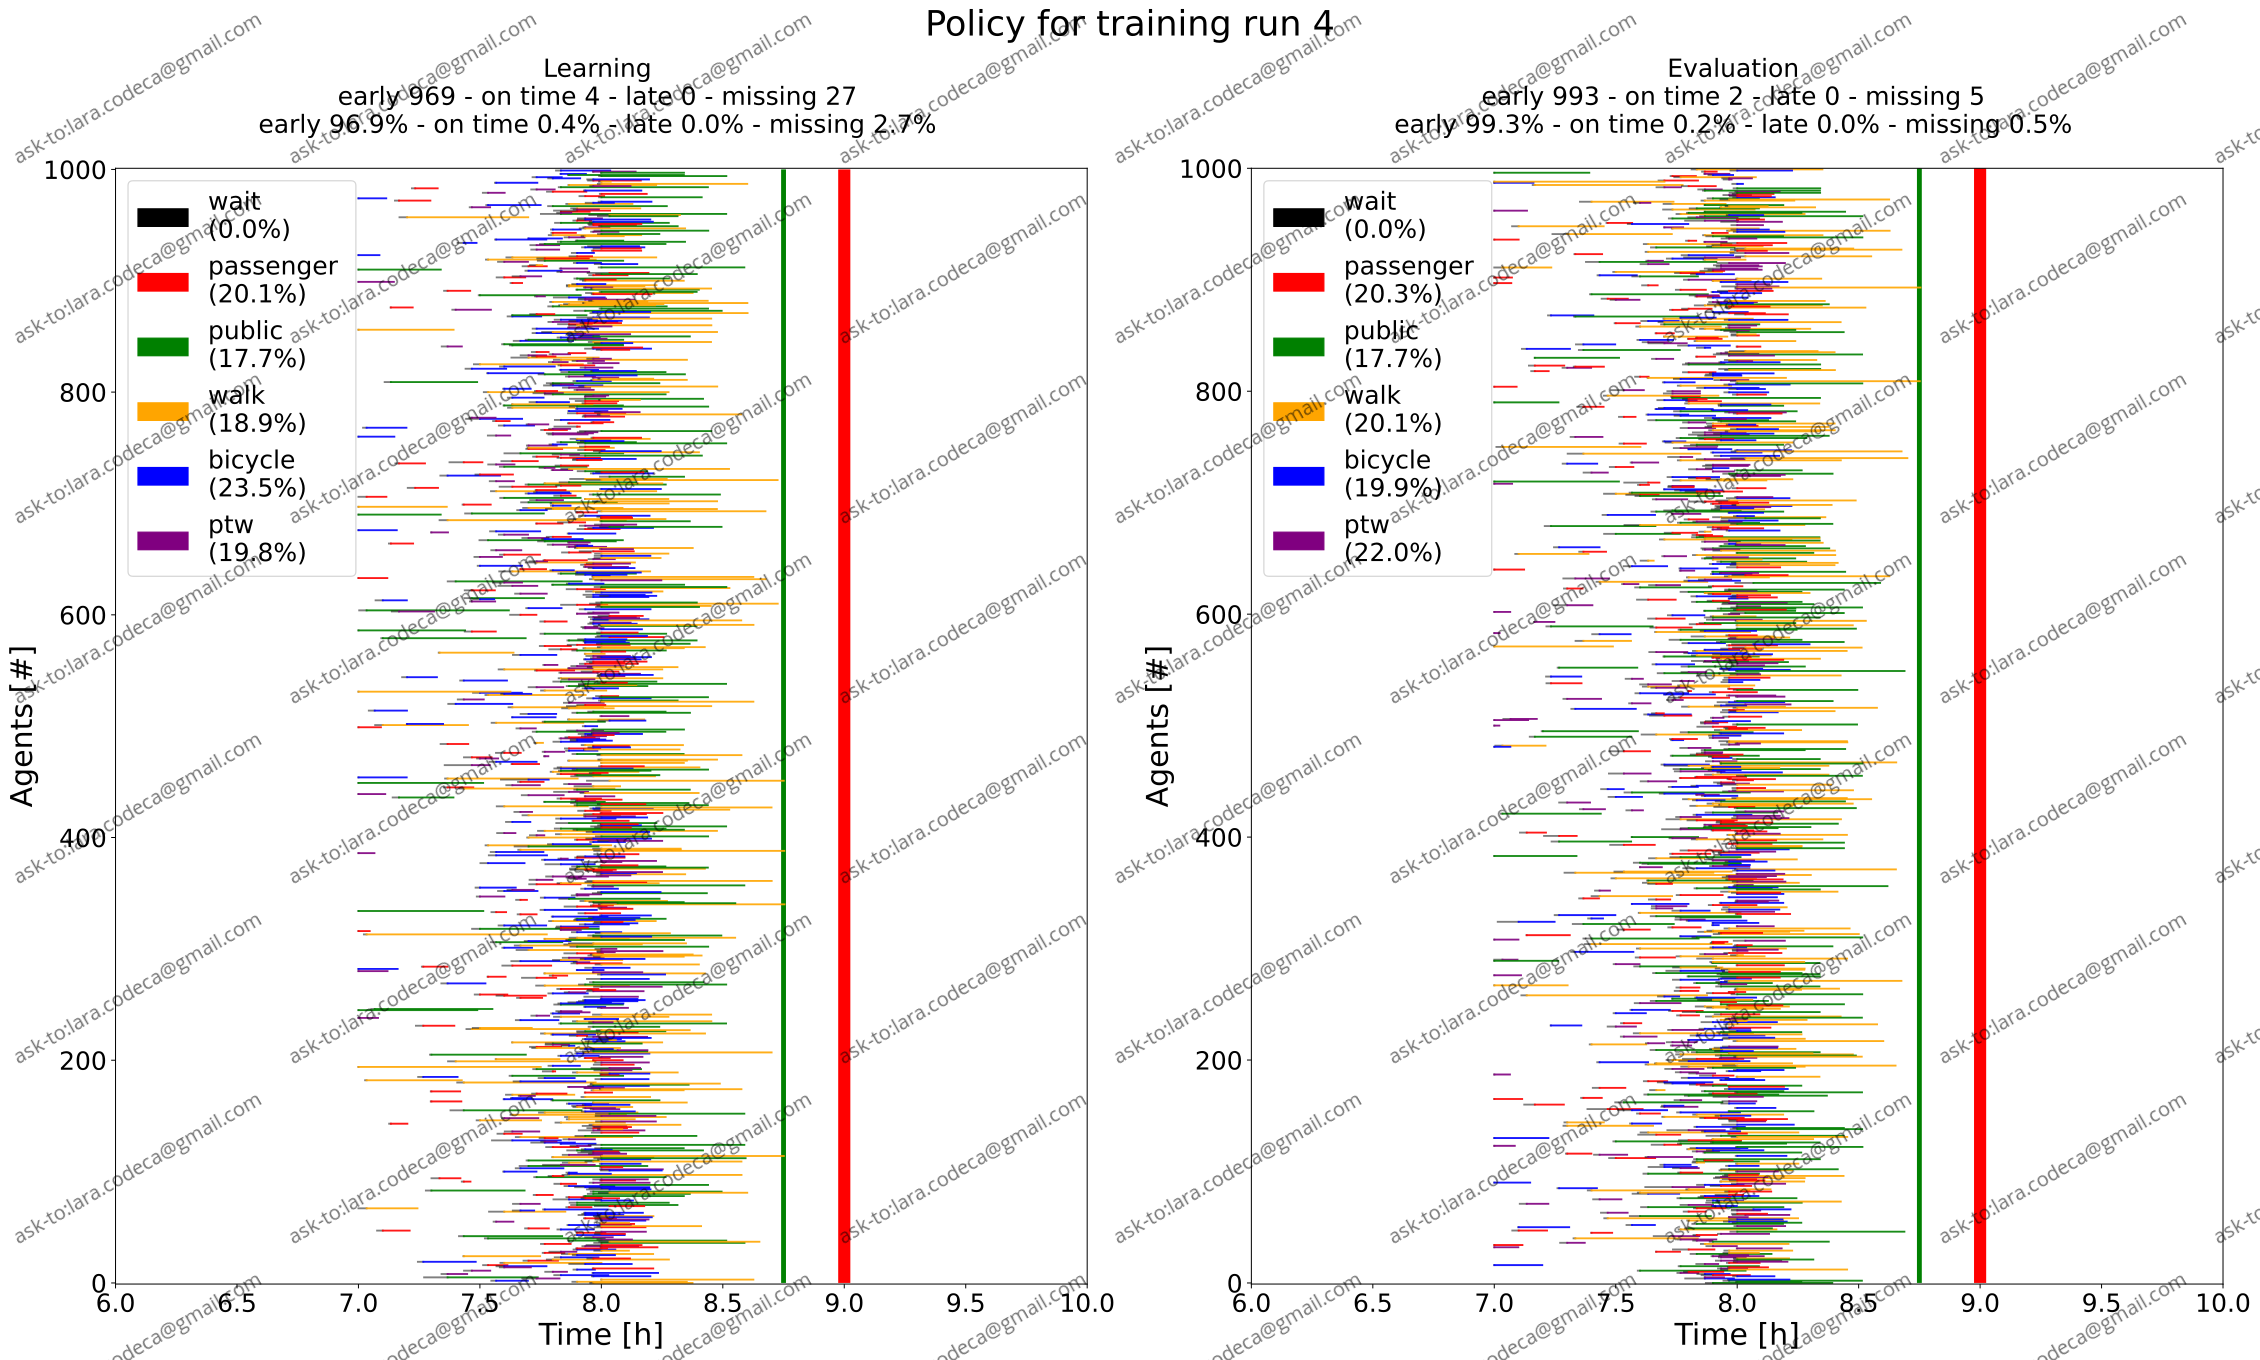 Policy for training run 4
Learning
early 969 - on time 4 - late 0 - missing 27
early 96.9% - on time 0.4% - late 0.0% - missing 2.7%
1000
800
600
400
200
0
Agents [#]
wait
(0.0%)
passenger
(20.1%)
public
(17.7%)
walk
(18.9%)
bicycle
(23.5%)
ptw
(19.8%)
6.0 6.5 7.0 7.5 8.0 8.5 9.0 9.5 10.0
Time [h]
Evaluation
early 993 - on time 2 - late 0 - missing 5
early 99.3% - on time 0.2% - late 0.0% - missing 0.5%
1000
800
600
400
200
0
Agents [#]
wait
(0.0%)
passenger
(20.3%)
public
(17.7%)
walk
(20.1%)
bicycle
(19.9%)
ptw
(22.0%)
6.0 6.5 7.0 7.5 8.0 8.5 9.0 9.5 10.0
Time [h]
ask-to:lara.codeca@gmail.com